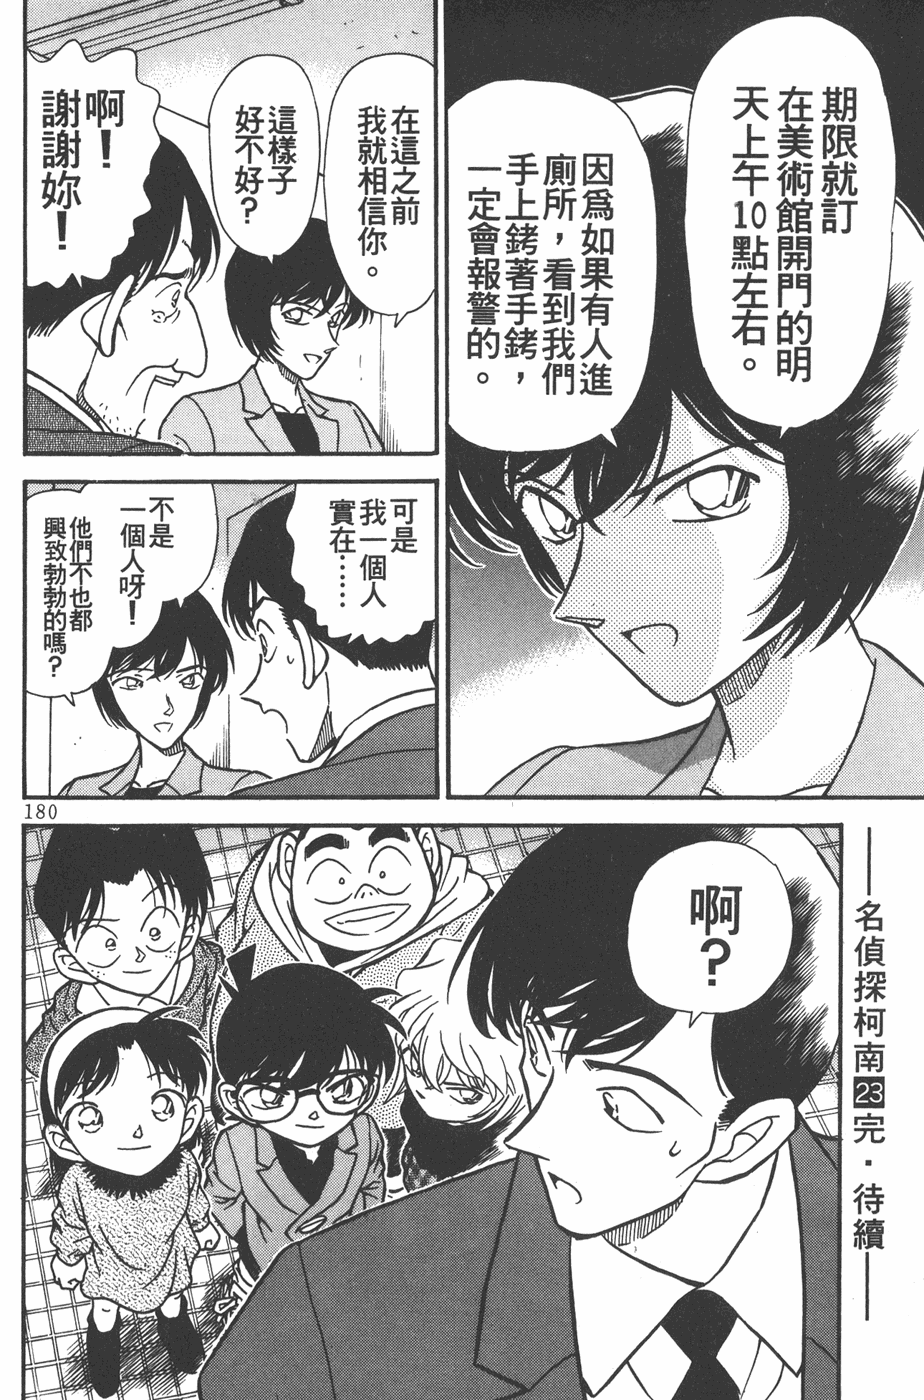 期限就訂
在美術館開門的明
天上午10點左右。
因爲如果有人進
廁所，看到我們
手上銬著手銬，
一定會報警的。
在這之前
我就相信你。
這樣子
好不好？
啊！
謝謝妳！
可是
我一個人
實在……
不是
一個人呀！
他們不也都
興致勃勃的嗎？
180
啊？
——名偵探柯南23完·待續——